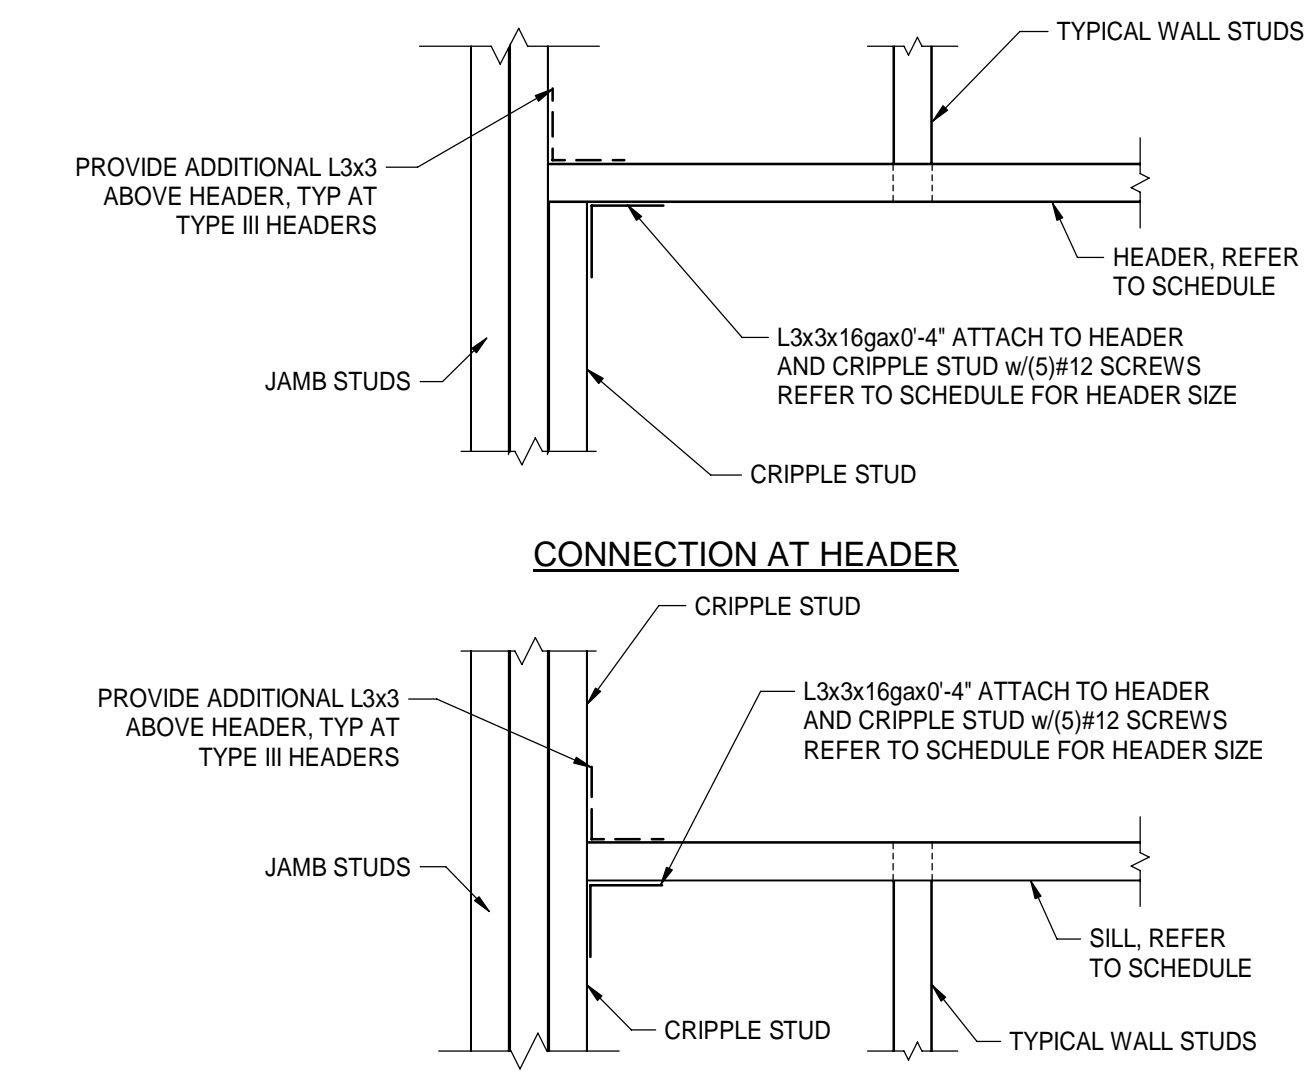 TYPICAL WALL STUDS
PROVIDE ADDITIONAL L3x3
ABOVE HEADER, TYP AT
TYPE III HEADERS
HEADER, REFER
TO SCHEDULE
L3x3x16gax0'-4" ATTACH TO HEADER
AND CRIPPLE STUD w/(5)#12 SCREWS
REFER TO SCHEDULE FOR HEADER SIZE
JAMB STUDS
CRIPPLE STUD
CONNECTION AT HEADER
CRIPPLE STUD
PROVIDE ADDITIONAL L3x3
ABOVE HEADER, TYP AT
TYPE III HEADERS
L3x3x16gax0'-4" ATTACH TO HEADER
AND CRIPPLE STUD w/(5)#12 SCREWS
REFER TO SCHEDULE FOR HEADER SIZE
JAMB STUDS
SILL, REFER
TO SCHEDULE
CRIPPLE STUD
TYPICAL WALL STUDS